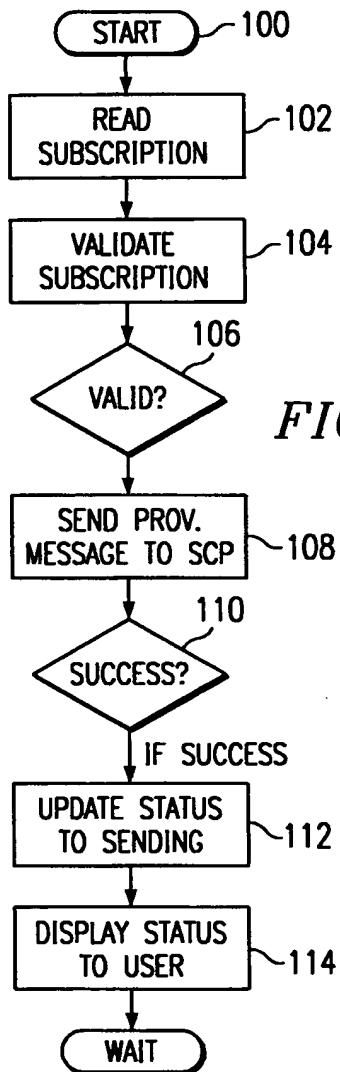 START
100
READ
SUBSCRIPTION
102
VALIDATE
SUBSCRIPTION
104
106
VALID?
FIG
SEND PROV.
MESSAGE TO SCP
108
110
SUCCESS?
IF SUCCESS
UPDATE STATUS
TO SENDING
112
DISPLAY STATUS
TO USER
114
WAIT